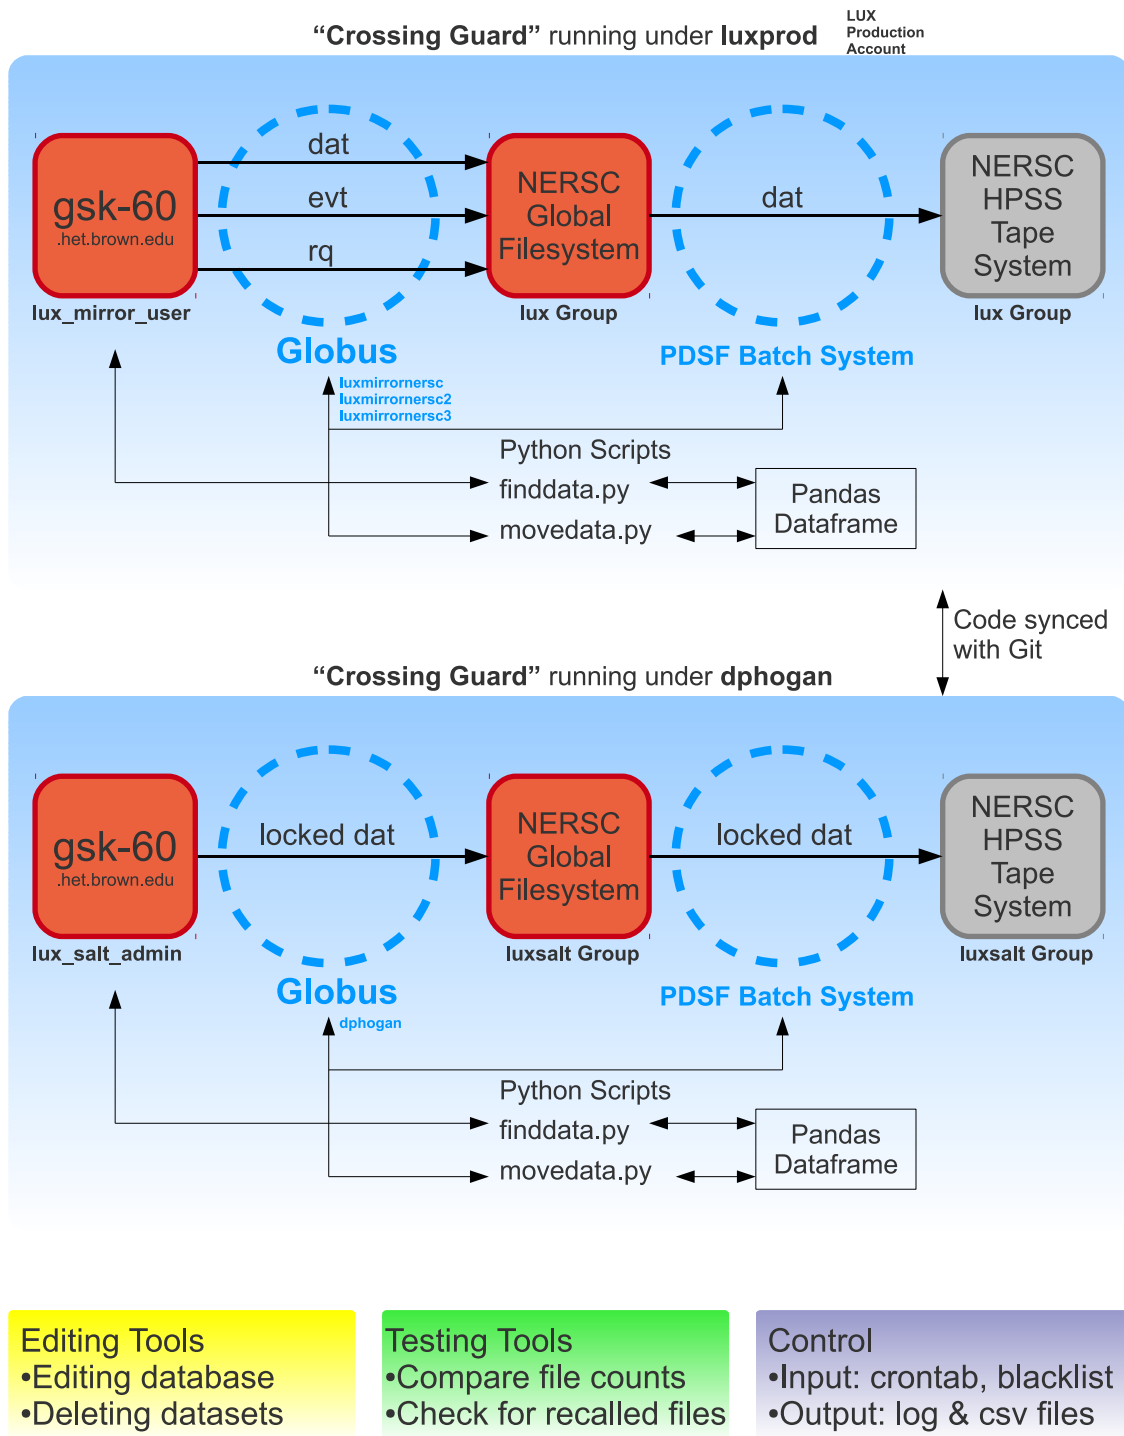 “Crossing Guard” running under luxprod
LUX
Production
Account
gsk-60
.het.brown.edu
lux_mirror_user
dat
evt
rq
Globus
luxmirrornersc
luxmirrornersc2
luxmirrornersc3
NERSC
Global
Filesystem
lux Group
dat
PDSF Batch System
NERSC
HPSS
Tape
System
lux Group
Python Scripts
finddata.py
movedata.py
Pandas
Dataframe
Code synced
with Git
“Crossing Guard” running under dphogan
gsk-60
.het.brown.edu
lux_salt_admin
locked dat
Globus
dphogan
NERSC
Global
Filesystem
luxsalt Group
locked dat
PDSF Batch System
NERSC
HPSS
Tape
System
luxsalt Group
Python Scripts
finddata.py
movedata.py
Pandas
Dataframe
Editing Tools
•Editing database
•Deleting datasets
Testing Tools
•Compare file counts
•Check for recalled files
Control
•Input: crontab, blacklist
•Output: log & csv files